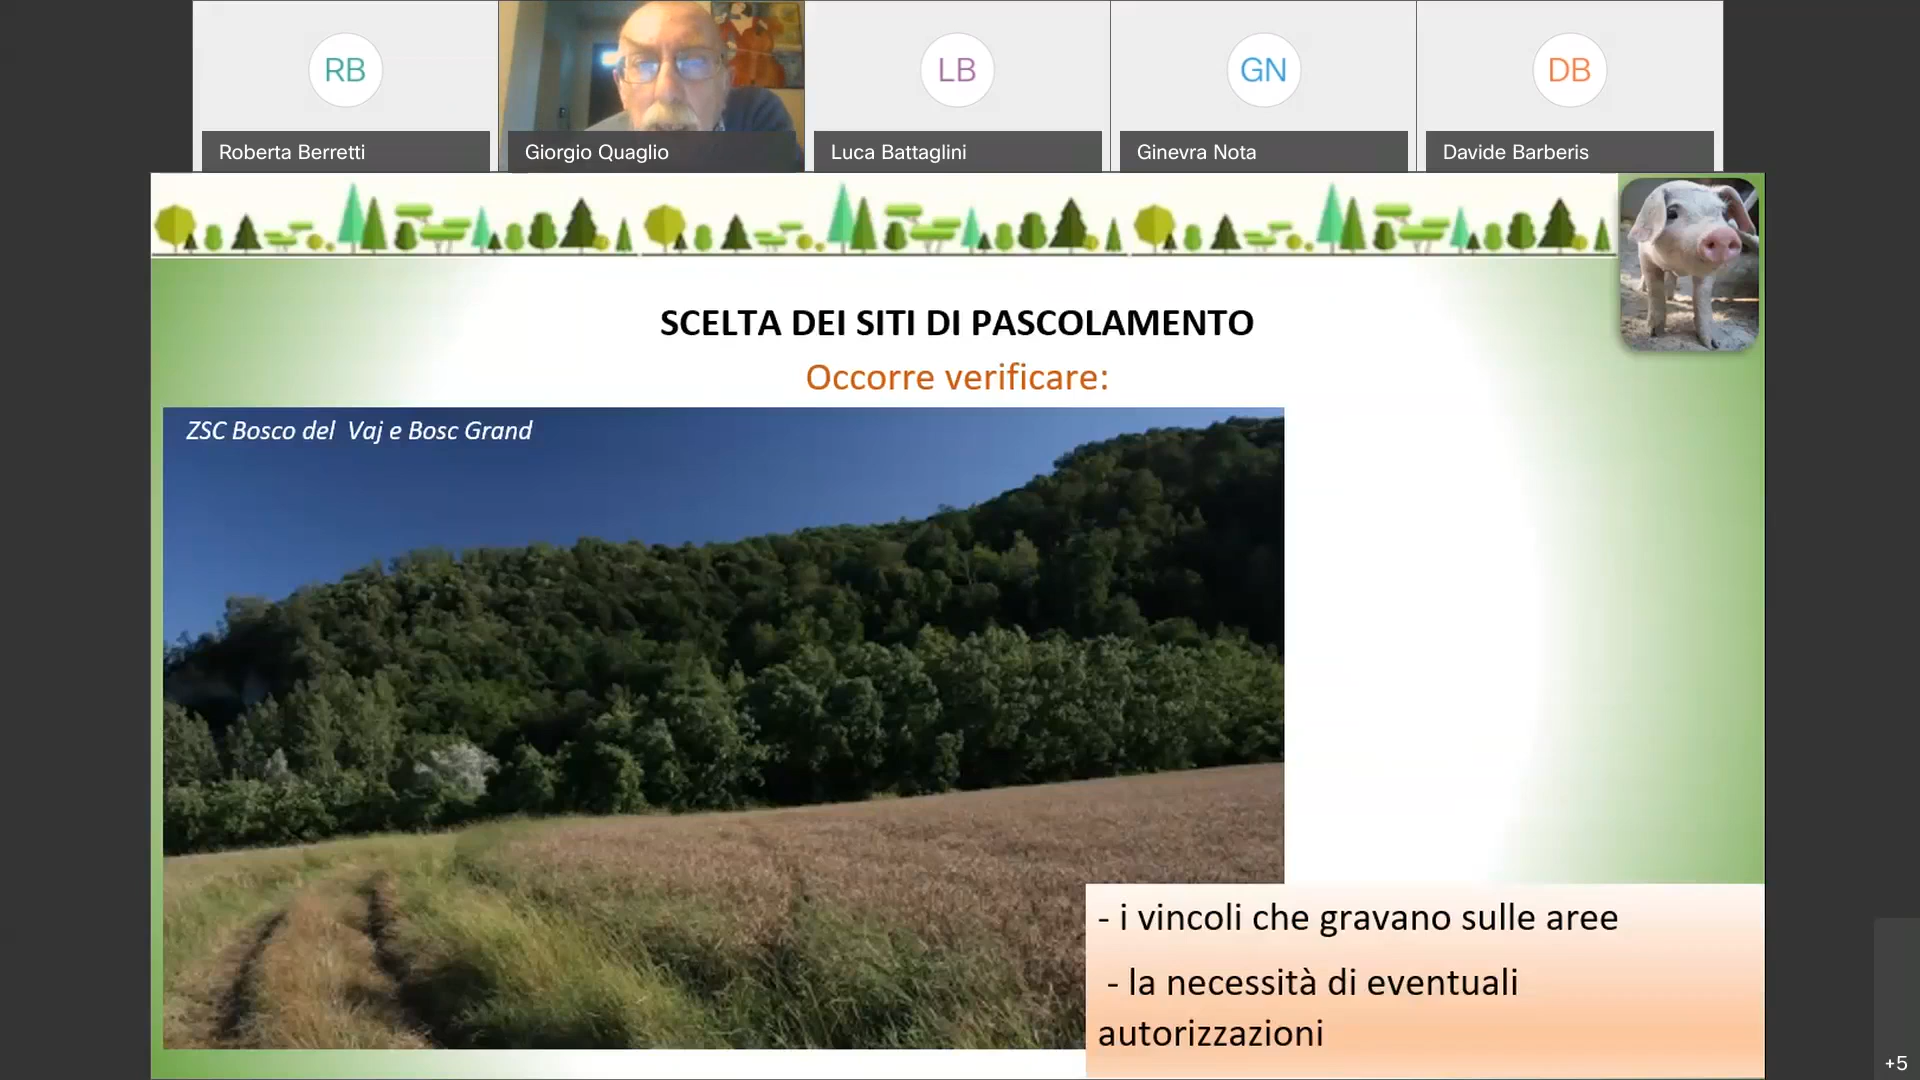 RB
LB
GN
DB
Roberta Berretti
Giorgio Quaglio
Luca Battaglini
Ginevra Nota
Davide Barberis
SCELTA DEI SITI DI PASCOLAMENTO
Occorre verificare:
ZSC Bosco del Vaj e Bosc Grand
- i vincoli che gravano sulle aree
- la necessità di eventuali
autorizzazioni
+5